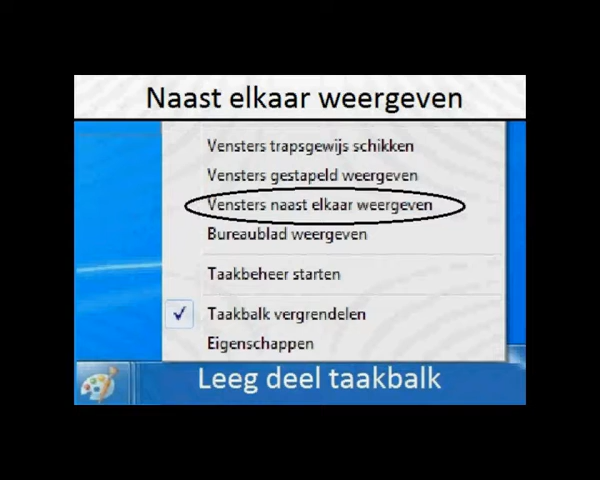 Naast elkaar weergeven
Vensters trapsgewijs schikken
Vensters gestapeld weergeven
Vensters naast elkaar weergeven
Bureaublad weergeven
Taakbeheer starten
Taakbalk vergrendelen
Eigenschappen
Leeg deel taakbalk